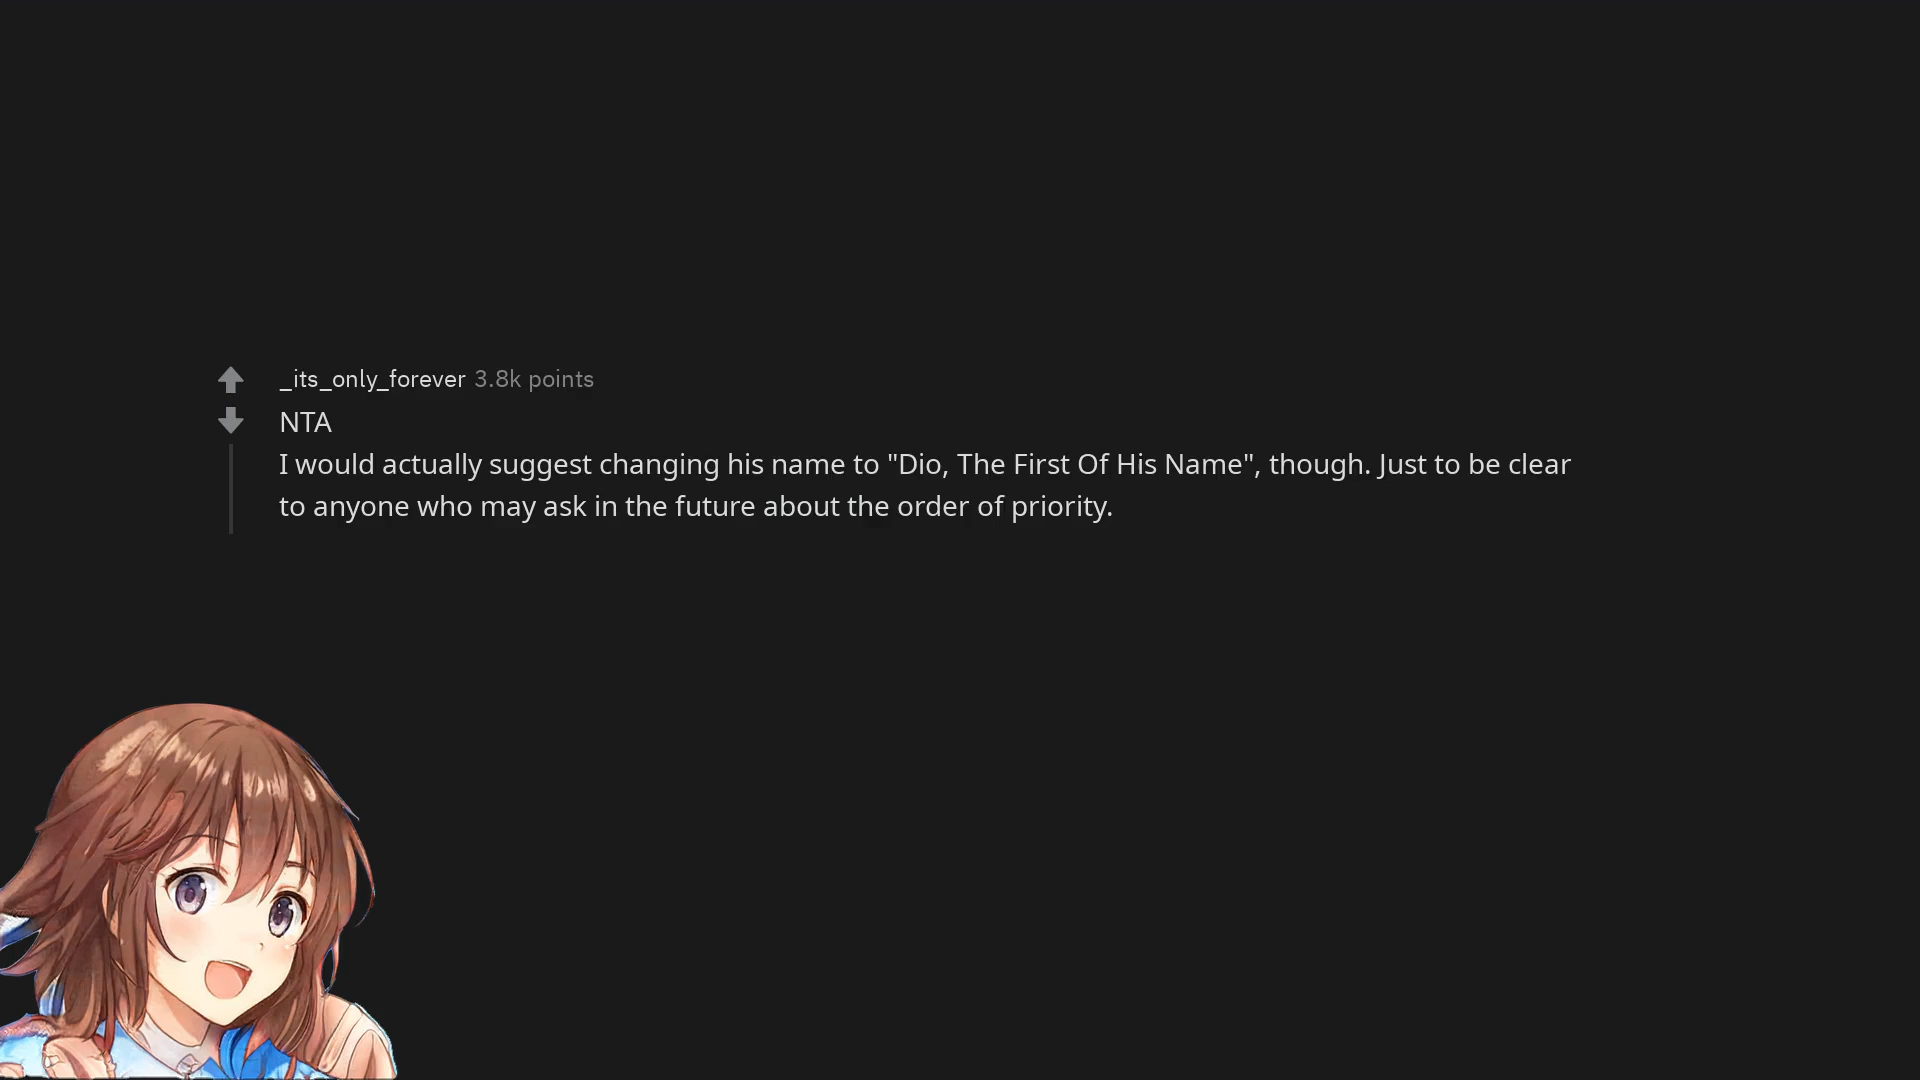 _its_only_forever 3.8k points
NTA
I would actually suggest changing his name to "Dio, The First Of His Name", though. Just to be clear
to anyone who may ask in the future about the order of priority.